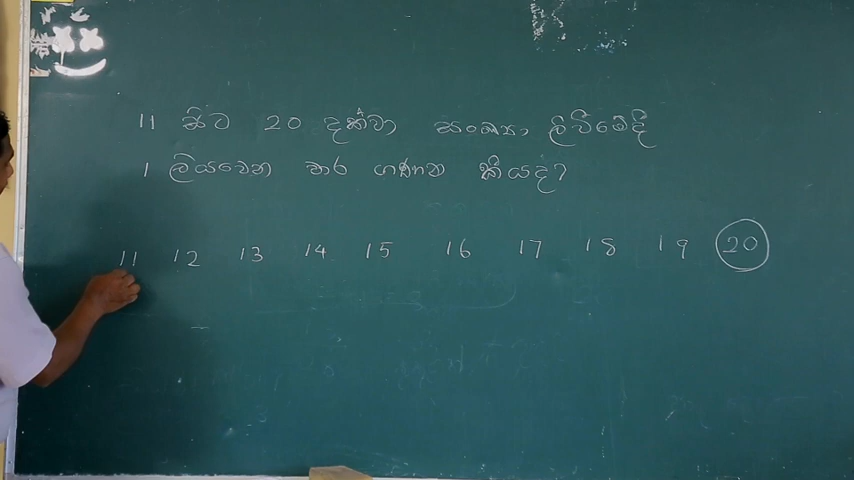 11 සිට 20 දක්වා සංඛ්‍යා ලිවීමේදී
1 ලියවෙන වාර ගණන කීයද?
11 12 13 14 15 16 17 18 19 20